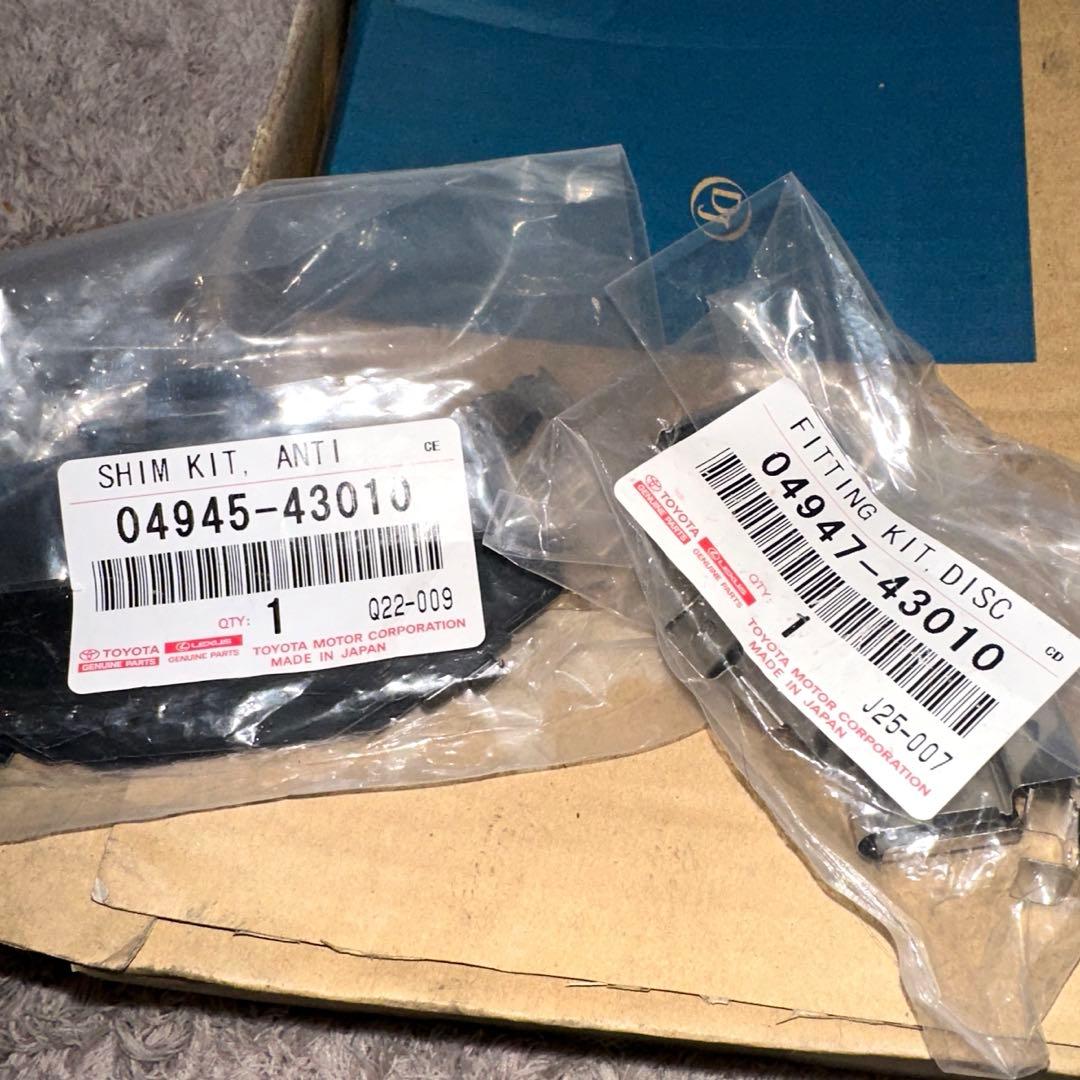 DJ
SHIM KIT, ANTI
CE
04945-43010
QTY: 1
Q22-009
TOYOTA
GENUINE PARTS
LEXUS
GENUINE PARTS
TOYOTA MOTOR CORPORATION
MADE IN JAPAN
FITTING KIT, DISC
CD
04947-43010
QTY: 1
J25-007
TOYOTA
GENUINE PARTS
LEXUS
GENUINE PARTS
TOYOTA MOTOR CORPORATION
MADE IN JAPAN